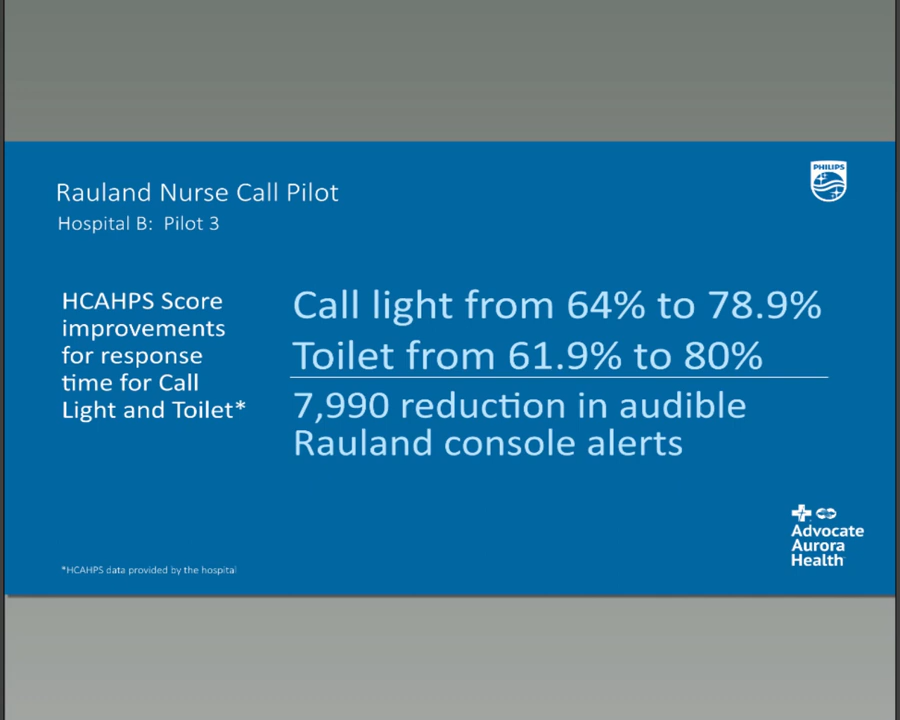 PHILIPS
Rauland Nurse Call Pilot
Hospital B: Pilot 3
HCAHPS Score
improvements
for response
time for Call
Light and Toilet*
Call light from 64% to 78.9%
Toilet from 61.9% to 80%
7,990 reduction in audible
Rauland console alerts
Advocate
Aurora
Health
*HCAHPS data provided by the hospital